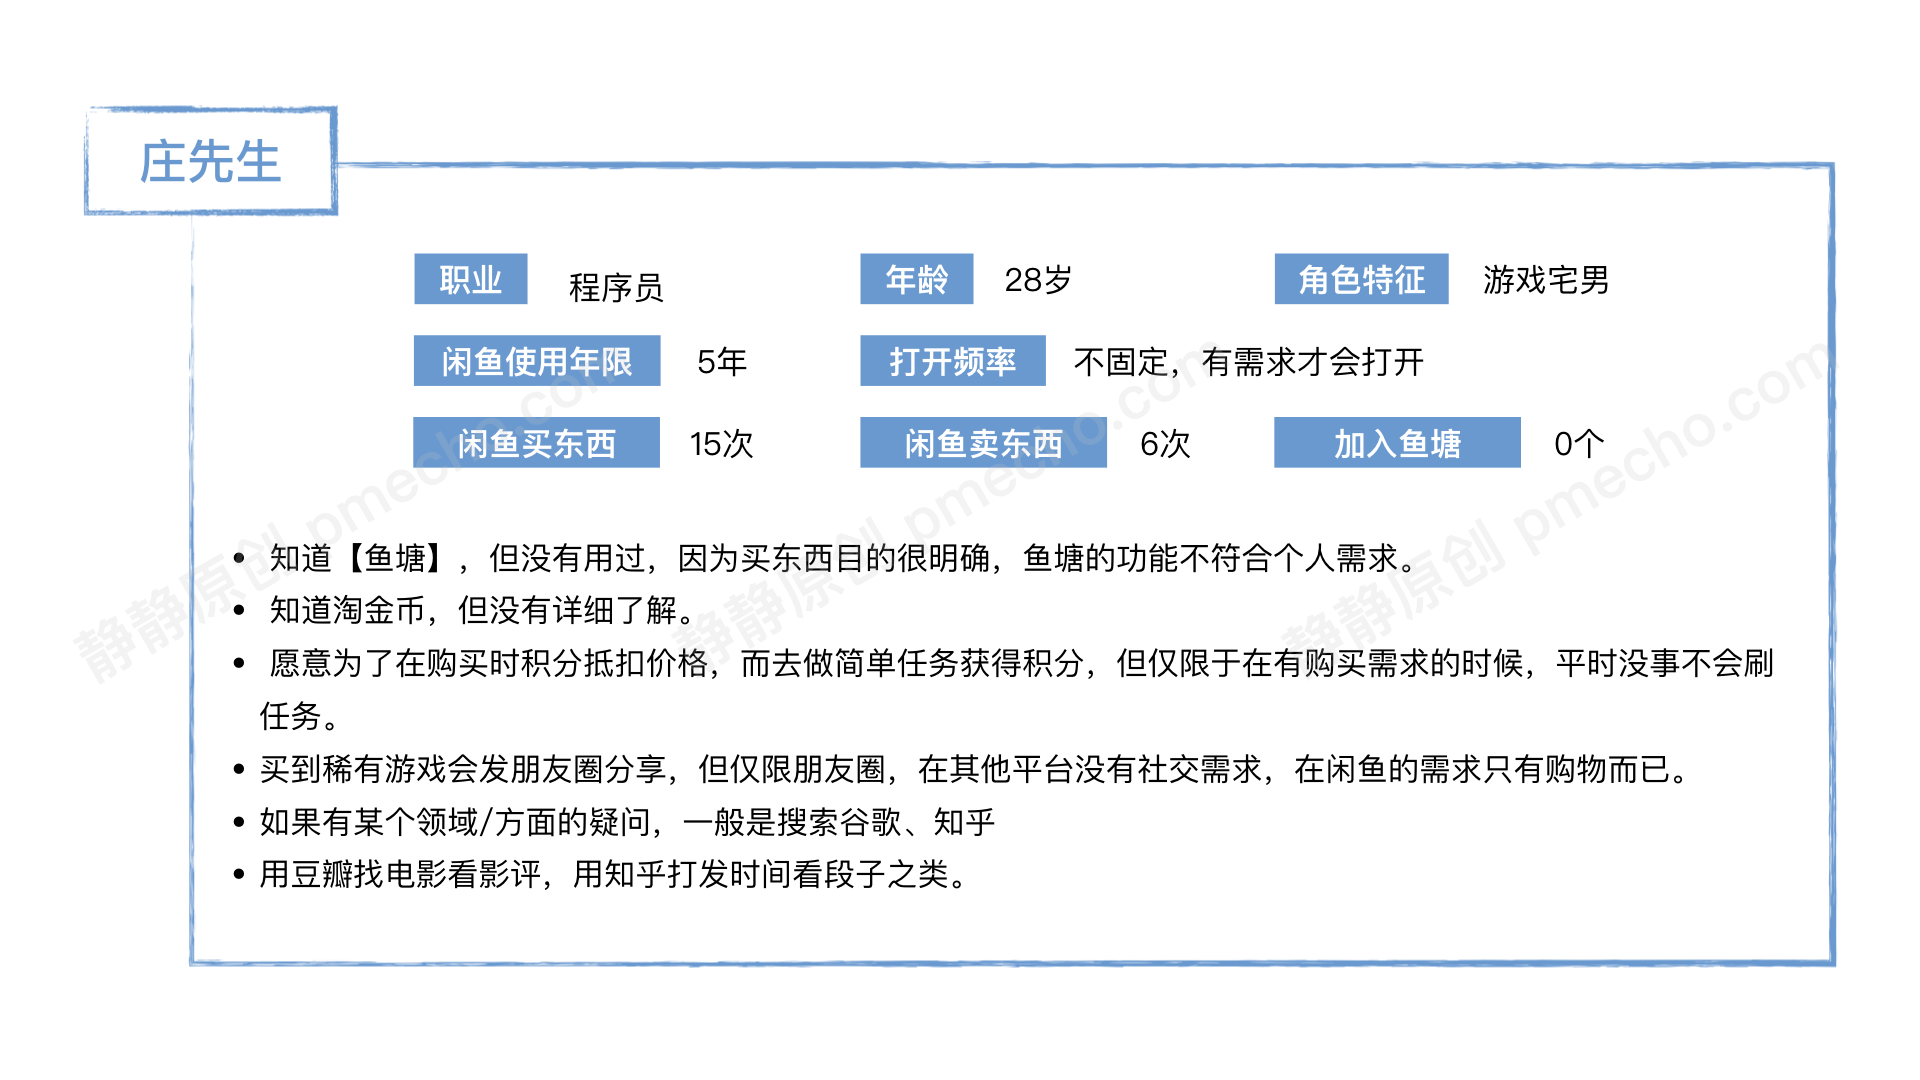 庄先生
职业 程序员 年龄 28岁 角色特征 游戏宅男
闲鱼使用年限 5年 打开频率 不固定，有需求才会打开
闲鱼买东西 15次 闲鱼卖东西 6次 加入鱼塘 0个
• 知道【鱼塘】，但没有用过，因为买东西目的很明确，鱼塘的功能不符合个人需求。
• 知道淘金币，但没有详细了解。
• 愿意为了在购买时积分抵扣价格，而去做简单任务获得积分，但仅限于在有购买需求的时候，平时没事不会刷
任务。
• 买到稀有游戏会发朋友圈分享，但仅限朋友圈，在其他平台没有社交需求，在闲鱼的需求只有购物而已。
• 如果有某个领域/方面的疑问，一般是搜索谷歌、知乎
• 用豆瓣找电影看影评，用知乎打发时间看段子之类。
静静原创 pmecho.com
静静原创 pmecho.com
静静原创 pmecho.com